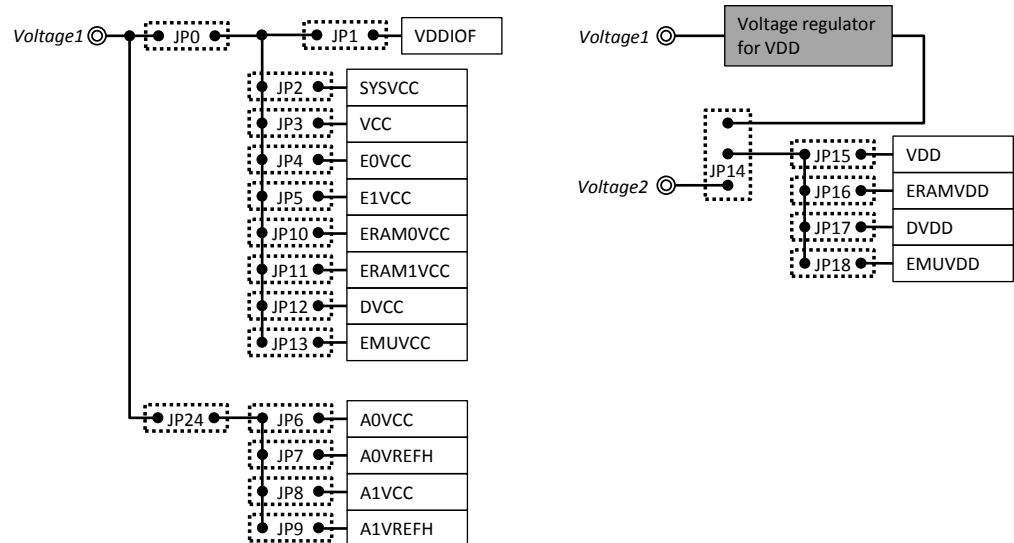 Voltage1
JP0
JP1
VDDIOF
JP2
SYSVCC
JP3
VCC
JP4
E0VCC
JP5
E1VCC
JP10
ERAM0VCC
JP11
ERAM1VCC
JP12
DVCC
JP13
EMUVCC
JP24
JP6
A0VCC
JP7
A0VREFH
JP8
A1VCC
JP9
A1VREFH
Voltage1
Voltage regulator
for VDD
JP14
Voltage2
JP15
VDD
JP16
ERAMVDD
JP17
DVDD
JP18
EMUVDD